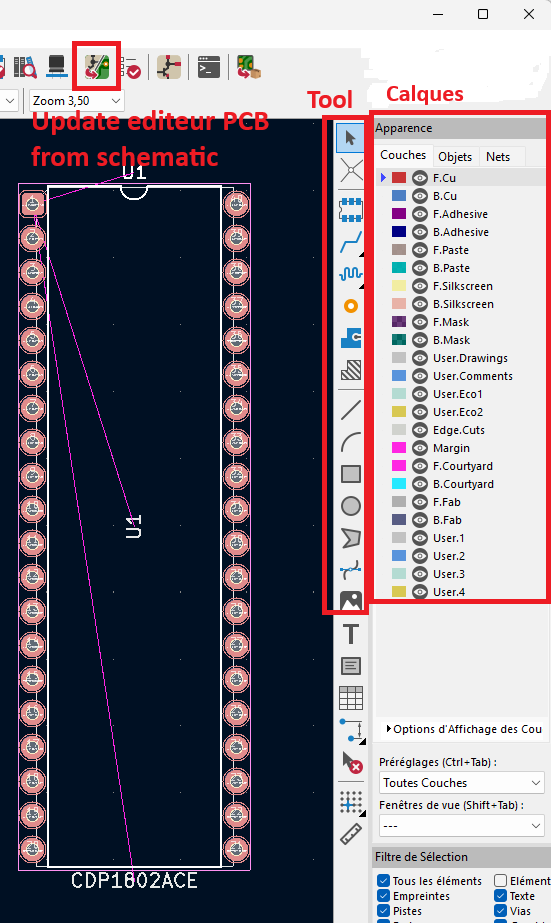 Zoom 3,50
Tool
Calques
Update editeur PCB
from schematic
Apparence
Couches Objets Nets
F.Cu
B.Cu
F.Adhesive
B.Adhesive
F.Paste
B.Paste
F.Silkscreen
B.Silkscreen
F.Mask
B.Mask
User.Drawings
User.Comments
User.Eco1
User.Eco2
Edge.Cuts
Margin
F.Courtyard
B.Courtyard
F.Fab
B.Fab
User.1
User.2
User.3
User.4
U1
U1
CDP1802ACE
Options d'Affichage des Cou
Préréglages (Ctrl+Tab) :
Toutes Couches
Fenêtres de vue (Shift+Tab) :
---
Filtre de Sélection
Tous les éléments Elément
Empreintes Texte
Pistes Vias